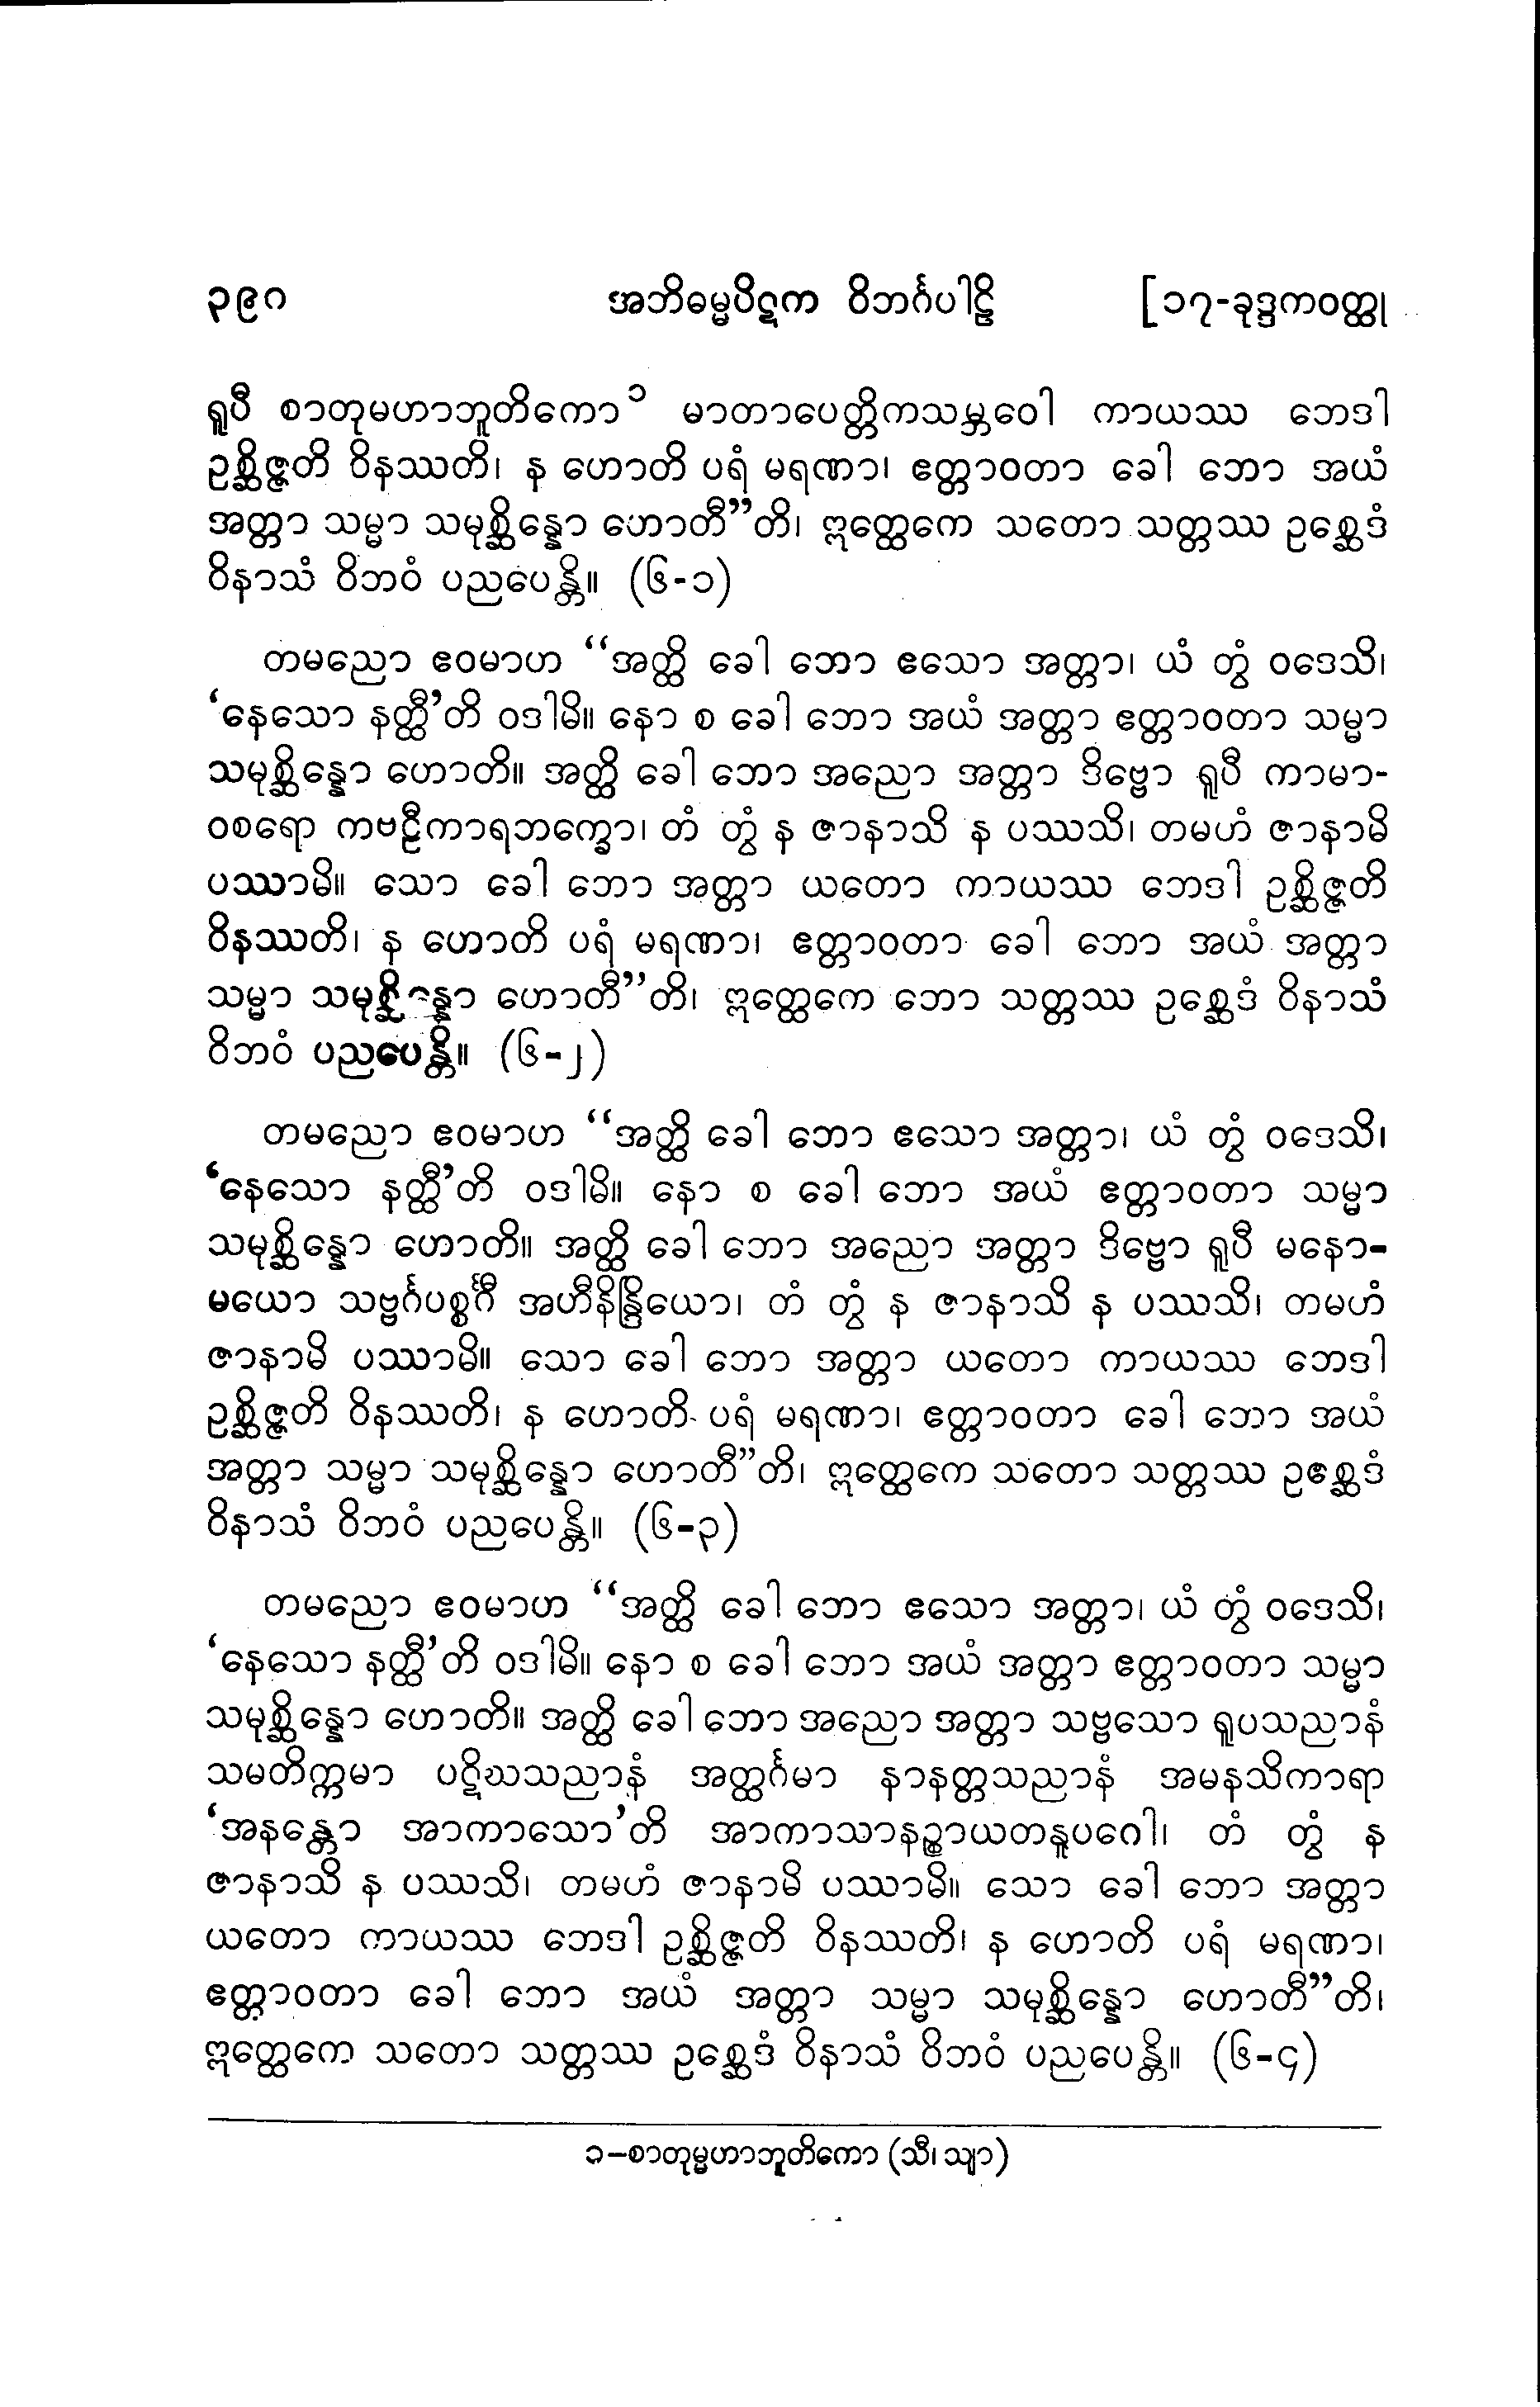 ၃၉၀ အဘိဓမ္မပိဋက ဝိဘင်္ဂပါဠိ [၁၇-ခုဒ္ဒကဝတ္ထု
ရူပီ စာတုမဟာဘူတိကော၁ မာတာပေတ္တိကသမ္ဘဝေါ ကာယဿ ဘေဒါ
ဥစ္ဆိဇ္ဇတိ ဝိနဿတိ၊ န ဟောတိ ပရံ မရဏာ၊ ဧတ္တာဝတာ ခေါ ဘော အယံ
အတ္တာ သမ္မာ သမုစ္ဆိန္နော ဟောတီ”တိ၊ ဣတ္ထေကေ သတော သတ္တဿ ဥစ္ဆေဒံ
ဝိနာသံ ဝိဘဝံ ပညပေန္တိ။ (၆-၁)
တမညော ဧဝမာဟ “အတ္ထိ ခေါ ဘော ဧသော အတ္တာ၊ ယံ တွံ ဝဒေသိ၊
‘နေသော နတ္ထီ’တိ ဝဒါမိ။ နော စ ခေါ ဘော အယံ အတ္တာ ဧတ္တာဝတာ သမ္မာ
သမုစ္ဆိန္နော ဟောတိ။ အတ္ထိ ခေါ ဘော အညော အတ္တာ ဒိဗ္ဗော ရူပီ ကာမာ-
ဝစရော ကဗဠီကာရဘက္ခော၊ တံ တွံ န ဇာနာသိ န ပဿသိ၊ တမဟံ ဇာနာမိ
ပဿာမိ။ သော ခေါ ဘော အတ္တာ ယတော ကာယဿ ဘေဒါ ဥစ္ဆိဇ္ဇတိ
ဝိနဿတိ၊ န ဟောတိ ပရံ မရဏာ၊ ဧတ္တာဝတာ ခေါ ဘော အယံ အတ္တာ
သမ္မာ သမုစ္ဆိန္နော ဟောတီ”တိ၊ ဣတ္ထေကေ ဘော သတ္တဿ ဥစ္ဆေဒံ ဝိနာသံ
ဝိဘဝံ ပညပေန္တိ။ (၆-၂)
တမညော ဧဝမာဟ “အတ္ထိ ခေါ ဘော ဧသော အတ္တာ၊ ယံ တွံ ဝဒေသိ၊
‘နေသော နတ္ထီ’တိ ဝဒါမိ။ နော စ ခေါ ဘော အယံ ဧတ္တာဝတာ သမ္မာ
သမုစ္ဆိန္နော ဟောတိ။ အတ္ထိ ခေါ ဘော အညော အတ္တာ ဒိဗ္ဗော ရူပီ မနော-
မယော သဗ္ဗင်္ဂပစ္စင်္ဂီ အဟီနိန္ဒြိယော၊ တံ တွံ န ဇာနာသိ န ပဿသိ၊ တမဟံ
ဇာနာမိ ပဿာမိ။ သော ခေါ ဘော အတ္တာ ယတော ကာယဿ ဘေဒါ
ဥစ္ဆိဇ္ဇတိ ဝိနဿတိ၊ န ဟောတိ ပရံ မရဏာ၊ ဧတ္တာဝတာ ခေါ ဘော အယံ
အတ္တာ သမ္မာ သမုစ္ဆိန္နော ဟောတီ”တိ၊ ဣတ္ထေကေ သတော သတ္တဿ ဥစ္ဆေဒံ
ဝိနာသံ ဝိဘဝံ ပညပေန္တိ။ (၆-၃)
တမညော ဧဝမာဟ “အတ္ထိ ခေါ ဘော ဧသော အတ္တာ၊ ယံ တွံ ဝဒေသိ၊
‘နေသော နတ္ထီ’တိ ဝဒါမိ။ နော စ ခေါ ဘော အယံ အတ္တာ ဧတ္တာဝတာ သမ္မာ
သမုစ္ဆိန္နော ဟောတိ။ အတ္ထိ ခေါ ဘော အညော အတ္တာ သဗ္ဗသော ရူပသညာနံ
သမတိက္ကမာ ပဋိဃသညာနံ အတ္ထင်္ဂမာ နာနတ္တသညာနံ အမနသိကာရာ
‘အနန္တော အာကာသော’တိ အာကာသာနဉ္စာယတနူပဂေါ၊ တံ တွံ န
ဇာနာသိ န ပဿသိ၊ တမဟံ ဇာနာမိ ပဿာမိ။ သော ခေါ ဘော အတ္တာ
ယတော ကာယဿ ဘေဒါ ဥစ္ဆိဇ္ဇတိ ဝိနဿတိ၊ န ဟောတိ ပရံ မရဏာ၊
ဧတ္တာဝတာ ခေါ ဘော အယံ အတ္တာ သမ္မာ သမုစ္ဆိန္နော ဟောတီ”တိ၊
ဣတ္ထေကေ သတော သတ္တဿ ဥစ္ဆေဒံ ဝိနာသံ ဝိဘဝံ ပညပေန္တိ။ (၆-၄)
၁–စာတုမ္မဟာဘူတိကော (သီ၊ သျာ)